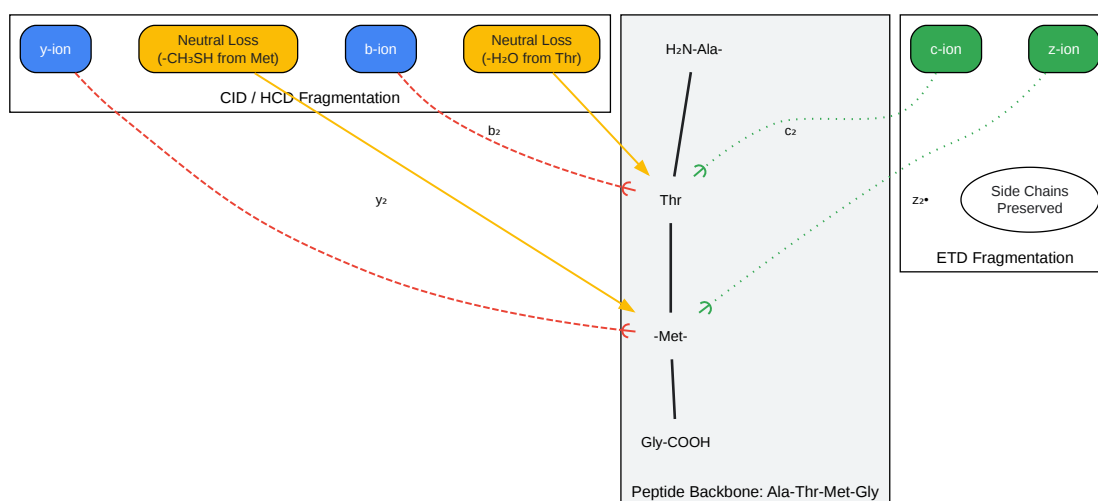 y-ion
Neutral Loss
(-CH₃SH from Met)
b-ion
Neutral Loss
(-H₂O from Thr)
CID / HCD Fragmentation
H₂N-Ala-
c-ion
z-ion
b₂
c₂
y₂
Thr
z₂•
Side Chains
Preserved
ETD Fragmentation
-Met-
Gly-COOH
Peptide Backbone: Ala-Thr-Met-Gly